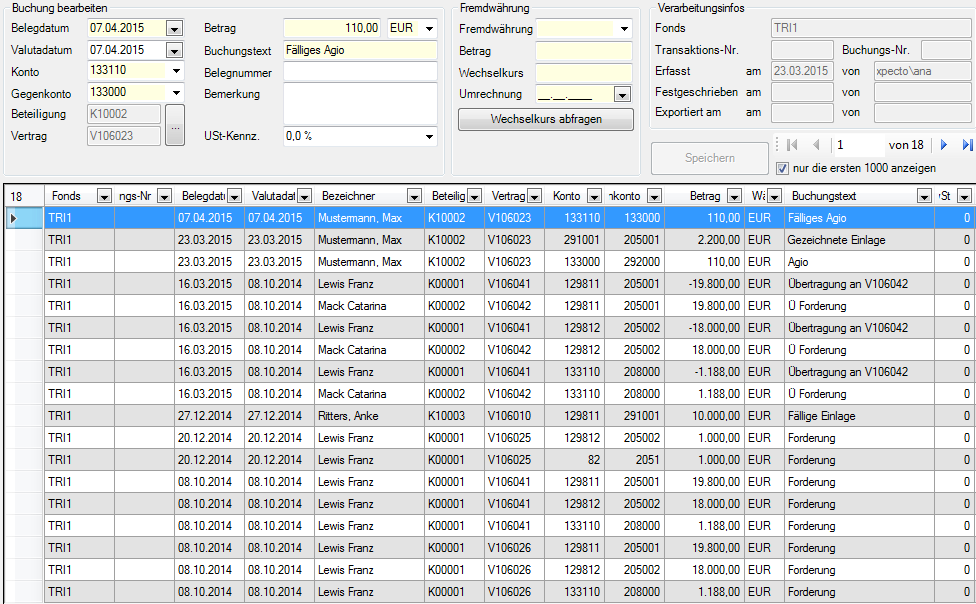 Buchung bearbeiten
Belegdatum 07.04.2015
Valutadatum 07.04.2015
Konto 133110
Gegenkonto 133000
Beteiligung K10002
Vertrag V106023
...
Betrag 110,00 EUR
Buchungstext Fälliges Agio
Belegnummer
Bemerkung
USt-Kennz. 0,0 %
Fremdwährung
Fremdwährung
Betrag
Wechselkurs
Umrechnung __.__.____
Wechselkurs abfragen
Verarbeitungsinfos
Fonds TRI1
Transaktions-Nr. Buchungs-Nr.
Erfasst am 23.03.2015 von xpecto\ana
Festgeschrieben am von
Exportiert am am von
Speichern
1 von 18
nur die ersten 1000 anzeigen
18 Fonds ngs-Nr Belegdatı Valutadat Bezeichner Beteilig Vertrag Konto nkonto Betrag Wä Buchungstext St
TRI1 07.04.2015 07.04.2015 Mustemann, Max K10002 V106023 133110 133000 110,00 EUR Fälliges Agio 0
TRI1 23.03.2015 23.03.2015 Mustemann, Max K10002 V106023 291001 205001 2.200,00 EUR Gezeichnete Einlage 0
TRI1 23.03.2015 23.03.2015 Mustemann, Max K10002 V106023 133000 292000 110,00 EUR Agio 0
TRI1 16.03.2015 08.10.2014 Lewis Franz K00001 V106041 129811 205001 -19.800,00 EUR Übertragung an V106042 0
TRI1 16.03.2015 08.10.2014 Mack Catarina K00002 V106042 129811 205001 19.800,00 EUR Ü Forderung 0
TRI1 16.03.2015 08.10.2014 Lewis Franz K00001 V106041 129812 205002 -18.000,00 EUR Übertragung an V106042 0
TRI1 16.03.2015 08.10.2014 Mack Catarina K00002 V106042 129812 205002 18.000,00 EUR Ü Forderung 0
TRI1 16.03.2015 08.10.2014 Lewis Franz K00001 V106041 133110 208000 -1.188,00 EUR Übertragung an V106042 0
TRI1 16.03.2015 08.10.2014 Mack Catarina K00002 V106042 133110 208000 1.188,00 EUR Ü Forderung 0
TRI1 27.12.2014 27.12.2014 Ritters, Anke K10003 V106010 129811 291001 10.000,00 EUR Fällige Einlage 0
TRI1 20.12.2014 20.12.2014 Lewis Franz K00001 V106025 129812 205002 1.000,00 EUR Forderung 0
TRI1 20.12.2014 20.12.2014 Lewis Franz K00001 V106025 82 2051 1.000,00 EUR Forderung 0
TRI1 08.10.2014 08.10.2014 Lewis Franz K00001 V106041 129811 205001 19.800,00 EUR Forderung 0
TRI1 08.10.2014 08.10.2014 Lewis Franz K00001 V106041 129812 205002 18.000,00 EUR Forderung 0
TRI1 08.10.2014 08.10.2014 Lewis Franz K00001 V106041 133110 208000 1.188,00 EUR Forderung 0
TRI1 08.10.2014 08.10.2014 Lewis Franz K00001 V106026 129811 205001 19.800,00 EUR Forderung 0
TRI1 08.10.2014 08.10.2014 Lewis Franz K00001 V106026 129812 205002 18.000,00 EUR Forderung 0
TRI1 08.10.2014 08.10.2014 Lewis Franz K00001 V106026 133110 208000 1.188,00 EUR Forderung 0